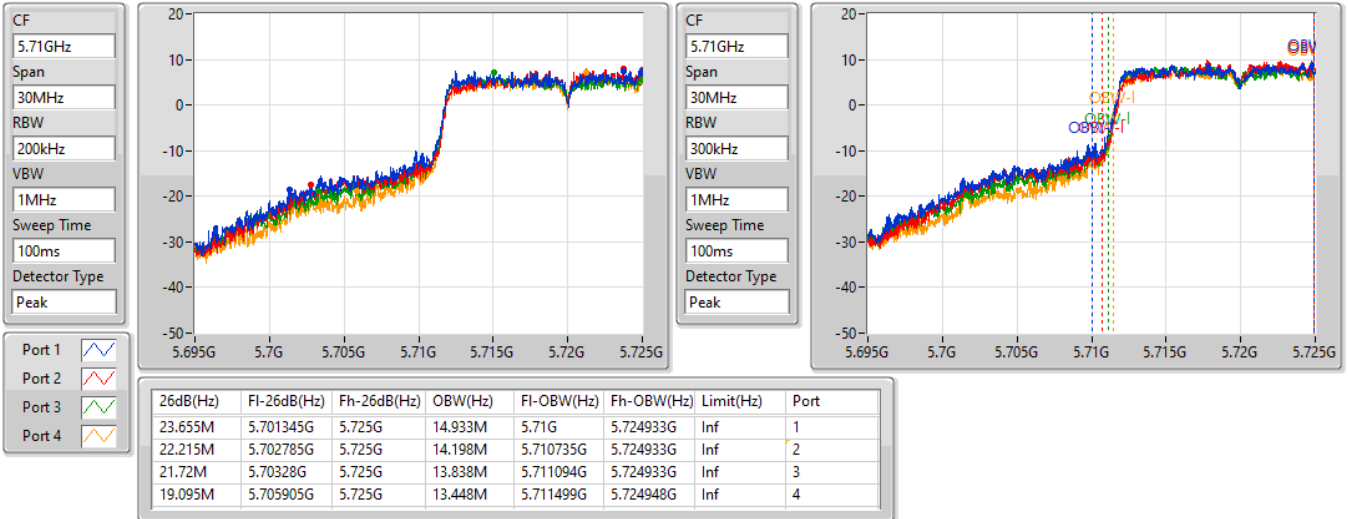 CF
5.71GHz
Span
30MHz
RBW
200kHz
VBW
1MHz
Sweep Time
100ms
Detector Type
Peak
20
10
0
-10
-20
-30
-40
-50
5.695G 5.7G 5.705G 5.71G 5.715G 5.72G 5.725G
CF
5.71GHz
Span
30MHz
RBW
300kHz
VBW
1MHz
Sweep Time
100ms
Detector Type
Peak
20
10
0
-10
-20
-30
-40
-50
OBW-l
OBW-l
5.695G 5.7G 5.705G 5.71G 5.715G 5.72G 5.725G
Port 1
Port 2
Port 3
Port 4
26dB(Hz) Fl-26dB(Hz) Fh-26dB(Hz) OBW(Hz) Fl-OBW(Hz) Fh-OBW(Hz) Limit(Hz) Port
23.655M 5.701345G 5.725G 14.933M 5.71G 5.724933G Inf 1
22.215M 5.702785G 5.725G 14.198M 5.710735G 5.724933G Inf 2
21.72M 5.70328G 5.725G 13.838M 5.711094G 5.724933G Inf 3
19.095M 5.705905G 5.725G 13.448M 5.711499G 5.724948G Inf 4